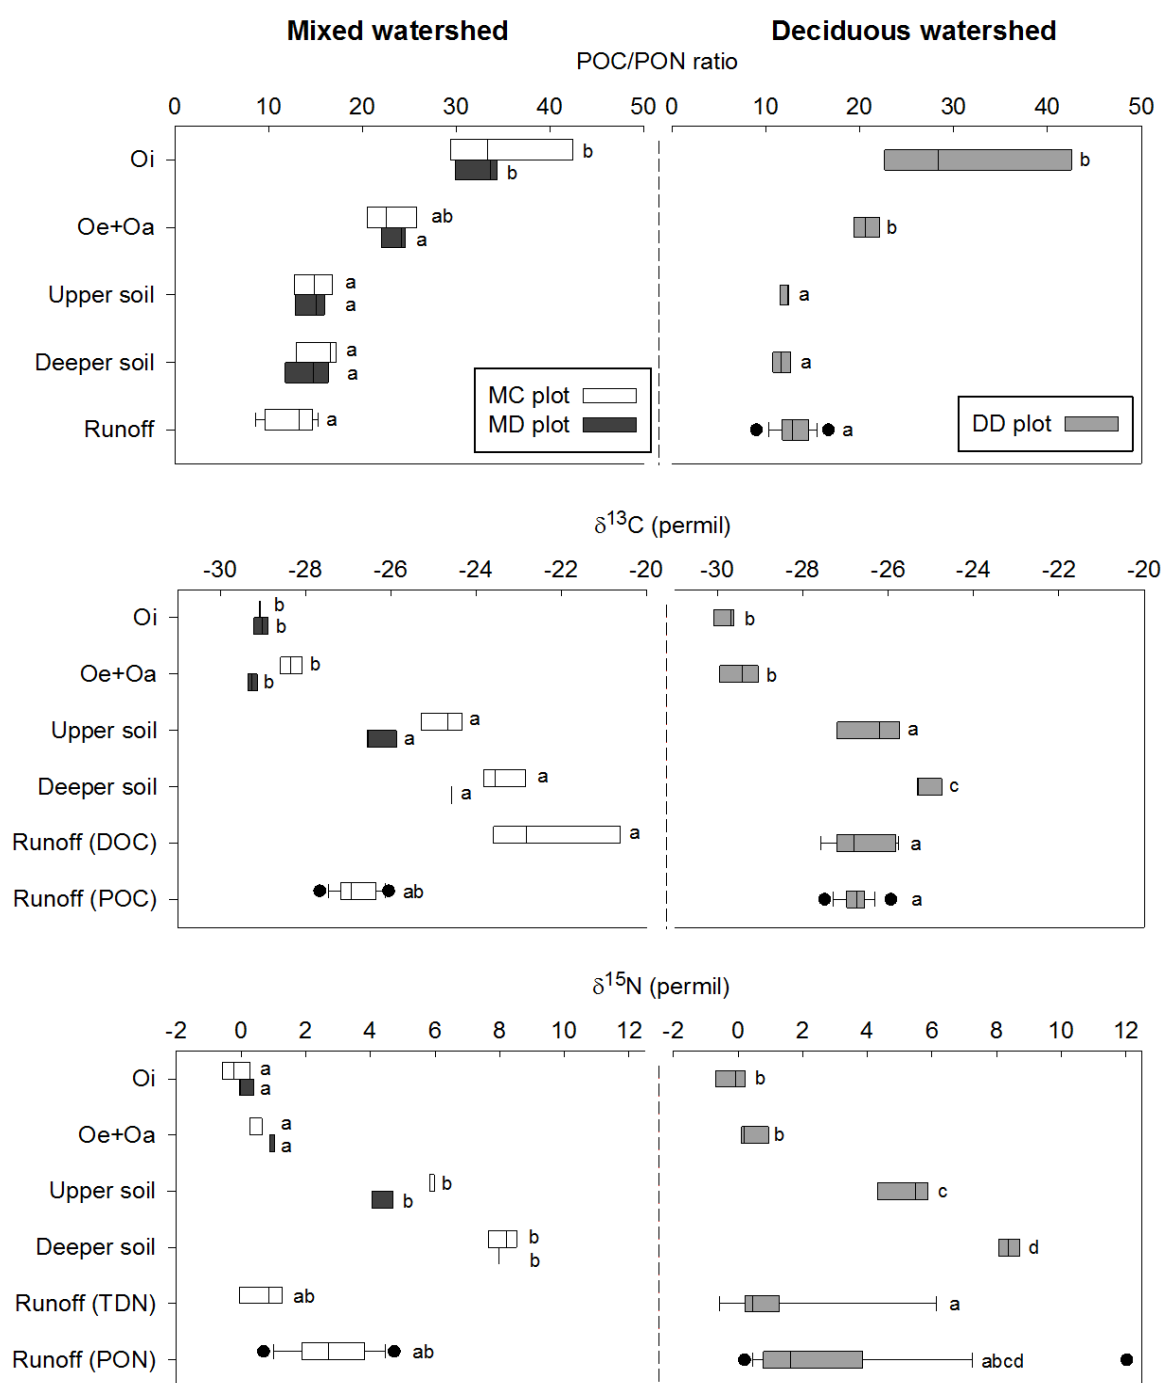 Mixed watershed Deciduous watershed
POC/PON ratio
0 10 20 30 40 50 0 10 20 30 40 50
Oi b b b
Oe+Oa ab a b
Upper soil a a a
Deeper soil a a a
MC plot
MD plot
DD plot
Runoff a a
δ13C (permil)
-30 -28 -26 -24 -22 -20 -30 -28 -26 -24 -22 -20
Oi b b b
Oe+Oa b b b
Upper soil a a a
Deeper soil a a c
Runoff (DOC) a a
Runoff (POC) ab a
δ15N (permil)
-2 0 2 4 6 8 10 12 -2 0 2 4 6 8 10 12
Oi a a b
Oe+Oa a a b
Upper soil b b c
Deeper soil b b d
Runoff (TDN) ab a
Runoff (PON) ab abcd